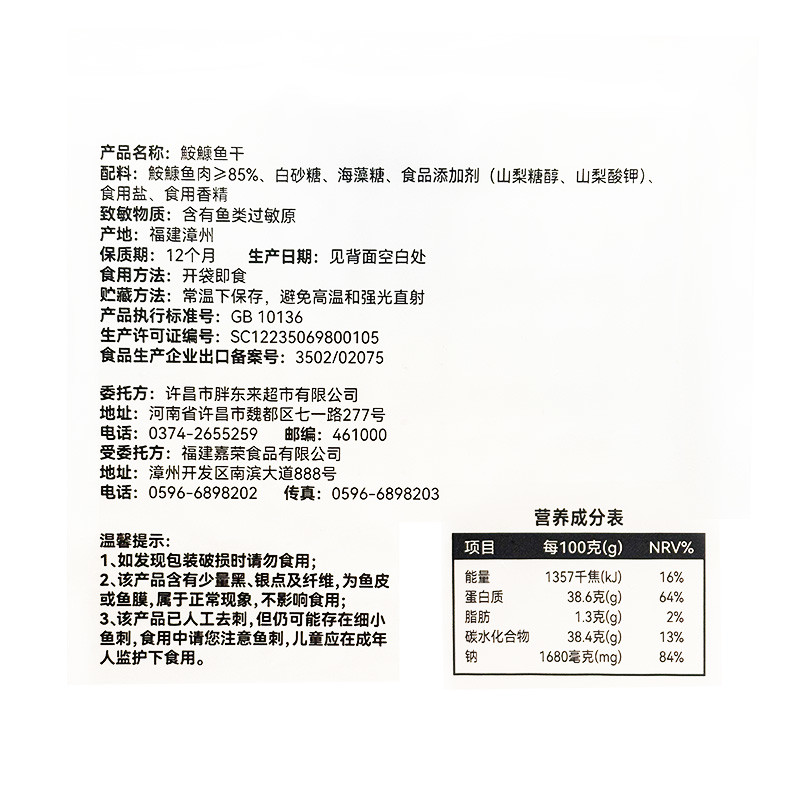 产品名称：鮟鱇鱼干
配料：鮟鱇鱼肉≥85%、白砂糖、海藻糖、食品添加剂（山梨糖醇、山梨酸钾）、
食用盐、食用香精
致敏物质：含有鱼类过敏原
产地：福建漳州
保质期：12个月 生产日期：见背面空白处
食用方法：开袋即食
贮藏方法：常温下保存，避免高温和强光直射
产品执行标准号：GB 10136
生产许可证编号：SC12235069800105
食品生产企业出口备案号：3502/02075
委托方：许昌市胖东来超市有限公司
地址：河南省许昌市魏都区七一路277号
电话：0374-2655259 邮编：461000
受委托方：福建嘉荣食品有限公司
地址：漳州开发区南滨大道888号
电话：0596-6898202 传真：0596-6898203
温馨提示：
1、如发现包装破损时请勿食用；
2、该产品含有少量黑、银点及纤维，为鱼皮
或鱼膜，属于正常现象，不影响食用；
3、该产品已人工去刺，但仍可能存在细小
鱼刺，食用中请您注意鱼刺，儿童应在成年
人监护下食用。
营养成分表
项目 每100克(g) NRV%
能量 1357千焦(kJ) 16%
蛋白质 38.6克(g) 64%
脂肪 1.3克(g) 2%
碳水化合物 38.4克(g) 13%
钠 1680毫克(mg) 84%